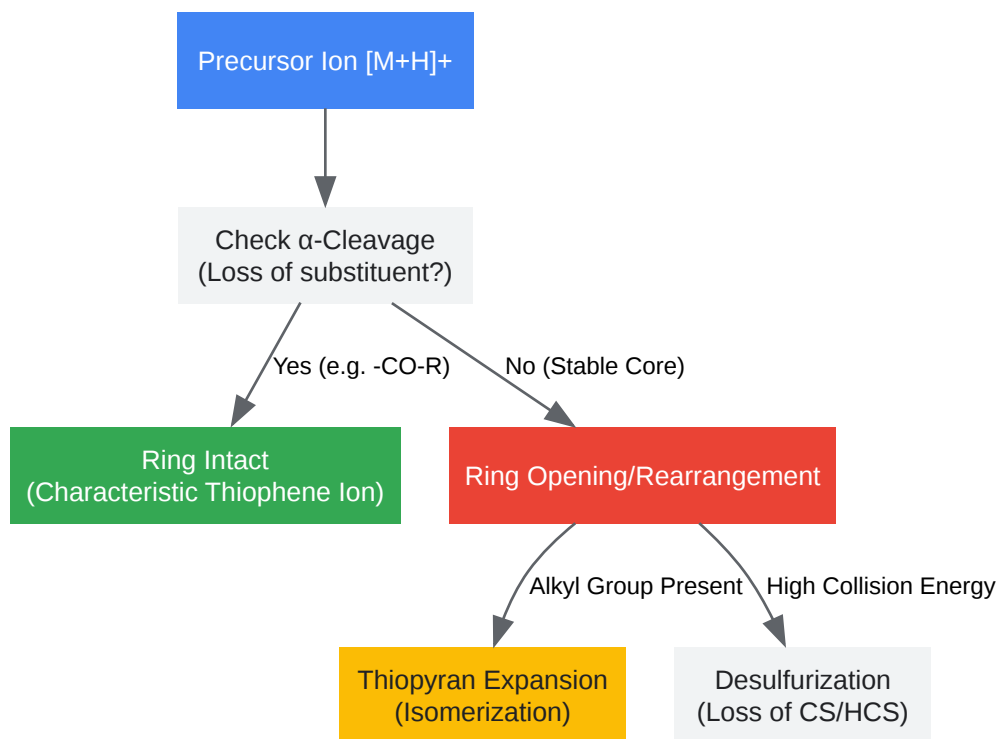 Precursor Ion [M+H]+
Check α-Cleavage
(Loss of substituent?)
Yes (e.g. -CO-R)
No (Stable Core)
Ring Intact
(Characteristic Thiophene Ion)
Ring Opening/Rearrangement
Alkyl Group Present
High Collision Energy
Thiopyran Expansion
(Isomerization)
Desulfurization
(Loss of CS/HCS)